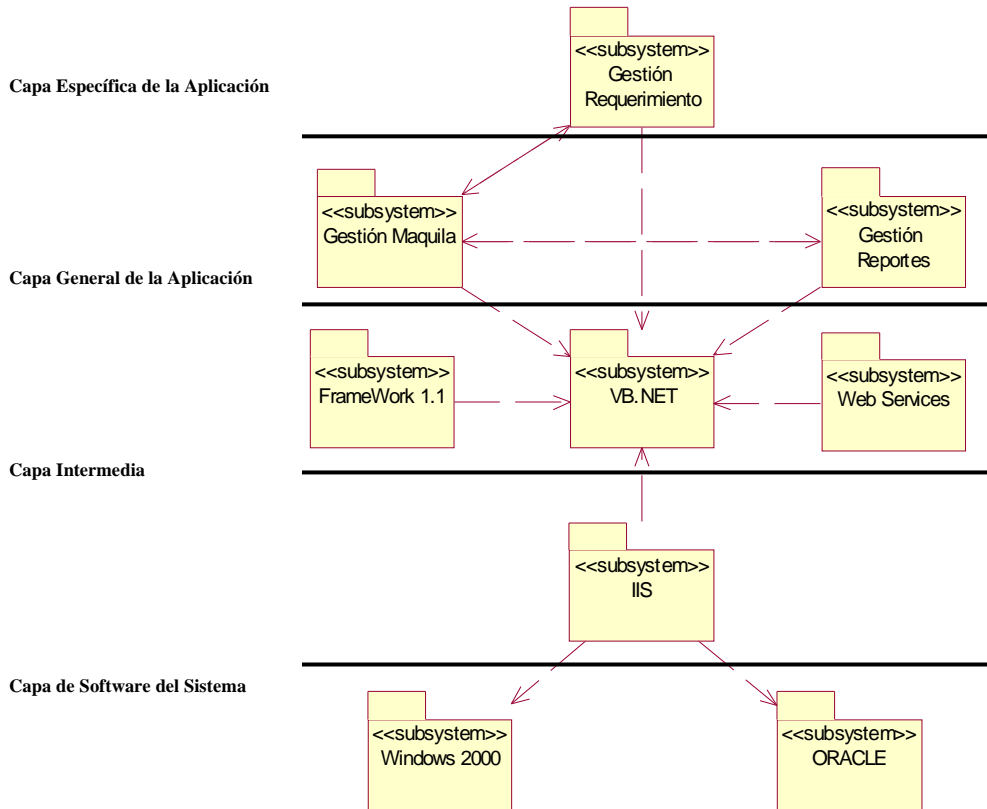 <<subsystem>>
Gestión
Requerimiento
Capa Específica de la Aplicación
<<subsystem>>
Gestión Maquila
<<subsystem>>
Gestión
Reportes
Capa General de la Aplicación
<<subsystem>>
FrameWork 1.1
<<subsystem>>
VB.NET
<<subsystem>>
Web Services
Capa Intermedia
<<subsystem>>
IIS
Capa de Software del Sistema
<<subsystem>>
Windows 2000
<<subsystem>>
ORACLE